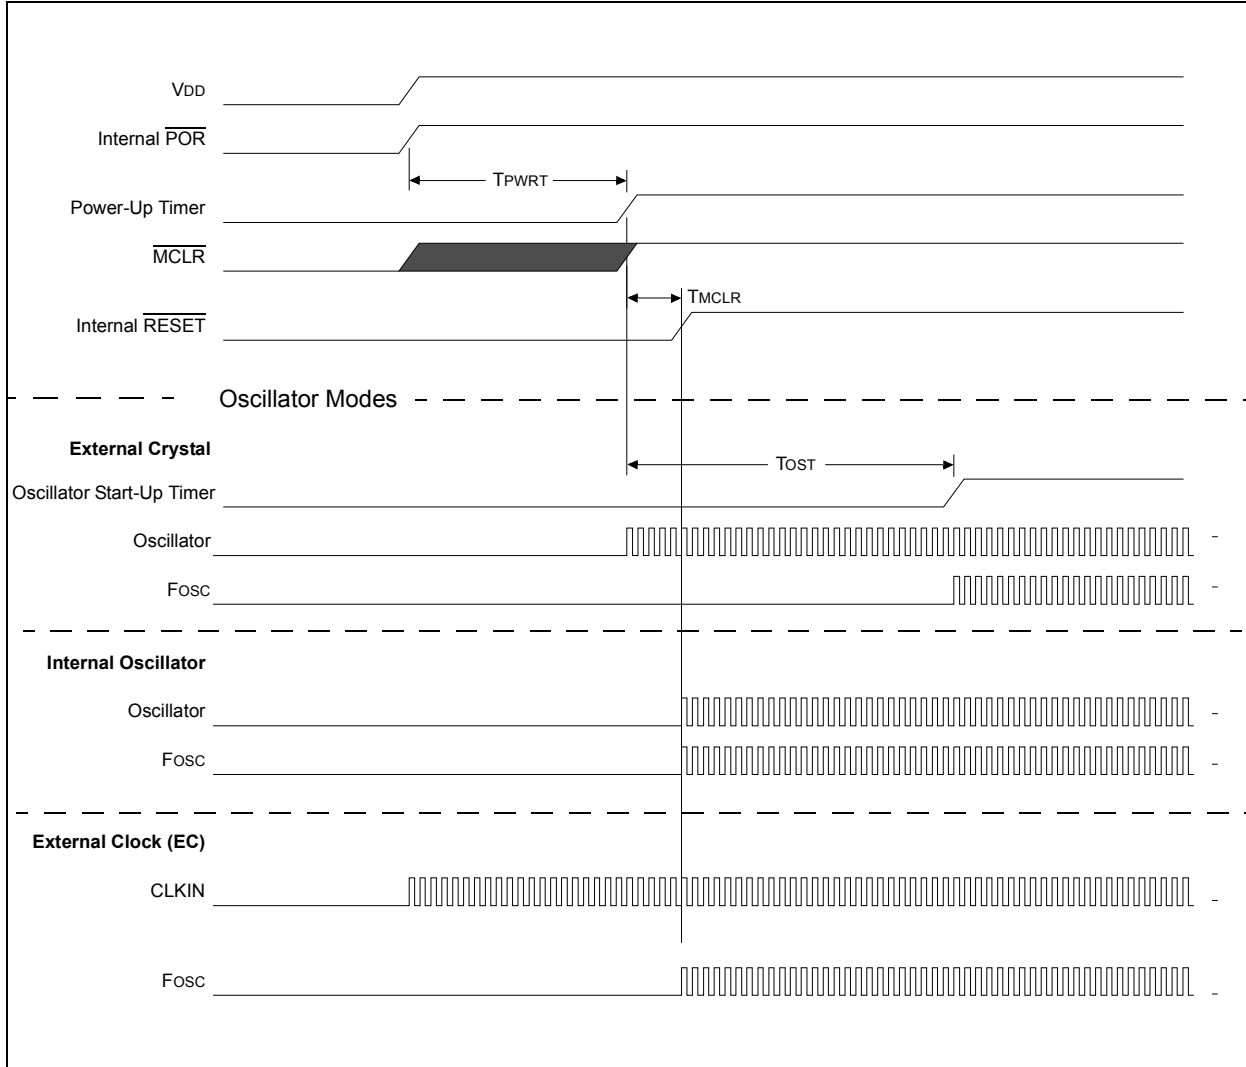 VDD
Internal POR
TPWRT
Power-Up Timer
MCLR
TMCLR
Internal RESET
Oscillator Modes
External Crystal
TOST
Oscillator Start-Up Timer
Oscillator
FOSC
Internal Oscillator
Oscillator
FOSC
External Clock (EC)
CLKIN
FOSC